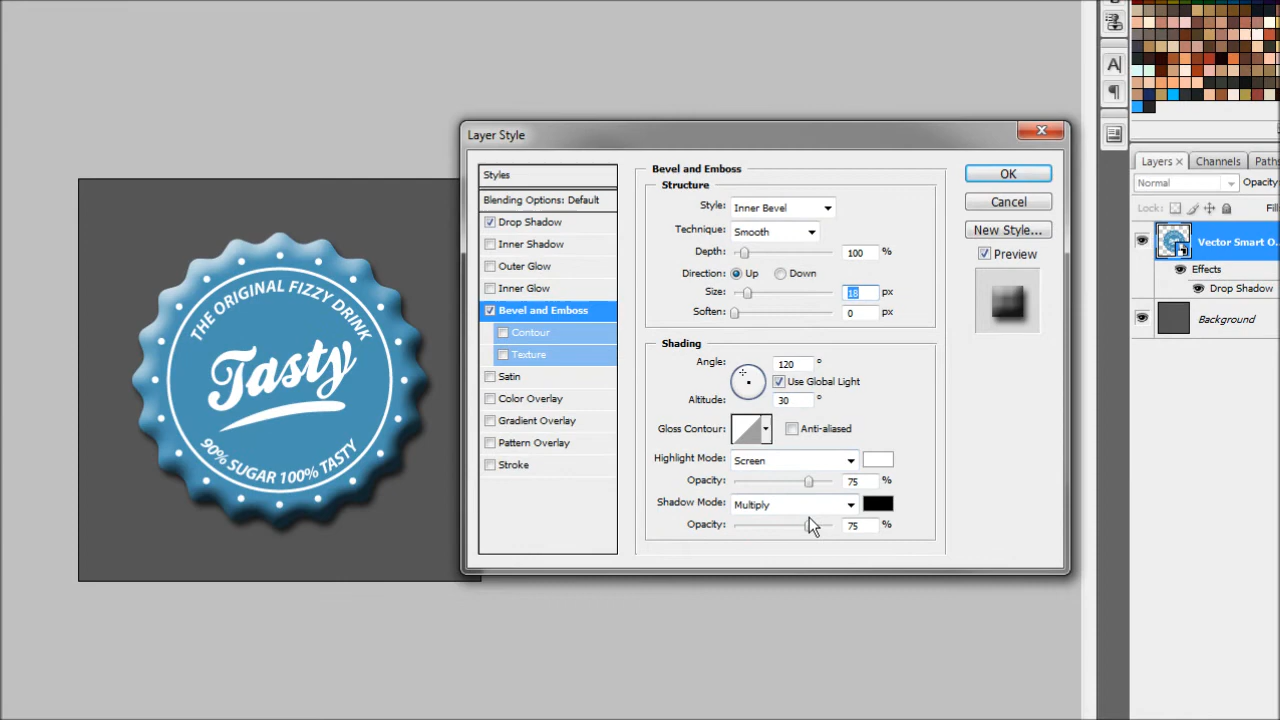 Layer Style
Styles
Blending Options: Default
Drop Shadow
Inner Shadow
Outer Glow
Inner Glow
Bevel and Emboss
Contour
Texture
Satin
Color Overlay
Gradient Overlay
Pattern Overlay
Stroke
Bevel and Emboss
Structure
Style: Inner Bevel
Technique: Smooth
Depth: 100 %
Direction: Up Down
Size: 18 px
Soften: 0 px
Shading
Angle: 120 °
Use Global Light
Altitude: 30 °
Gloss Contour: Anti-aliased
Highlight Mode: Screen
Opacity: 75 %
Shadow Mode: Multiply
Opacity: 75 %
OK
Cancel
New Style...
Preview
THE ORIGINAL FIZZY DRINK
Tasty
90% SUGAR 100% TASTY
A
Layers × Channels Paths
Normal Opacity
Lock: Fil
Vector Smart O...
Effects
Drop Shadow
Background